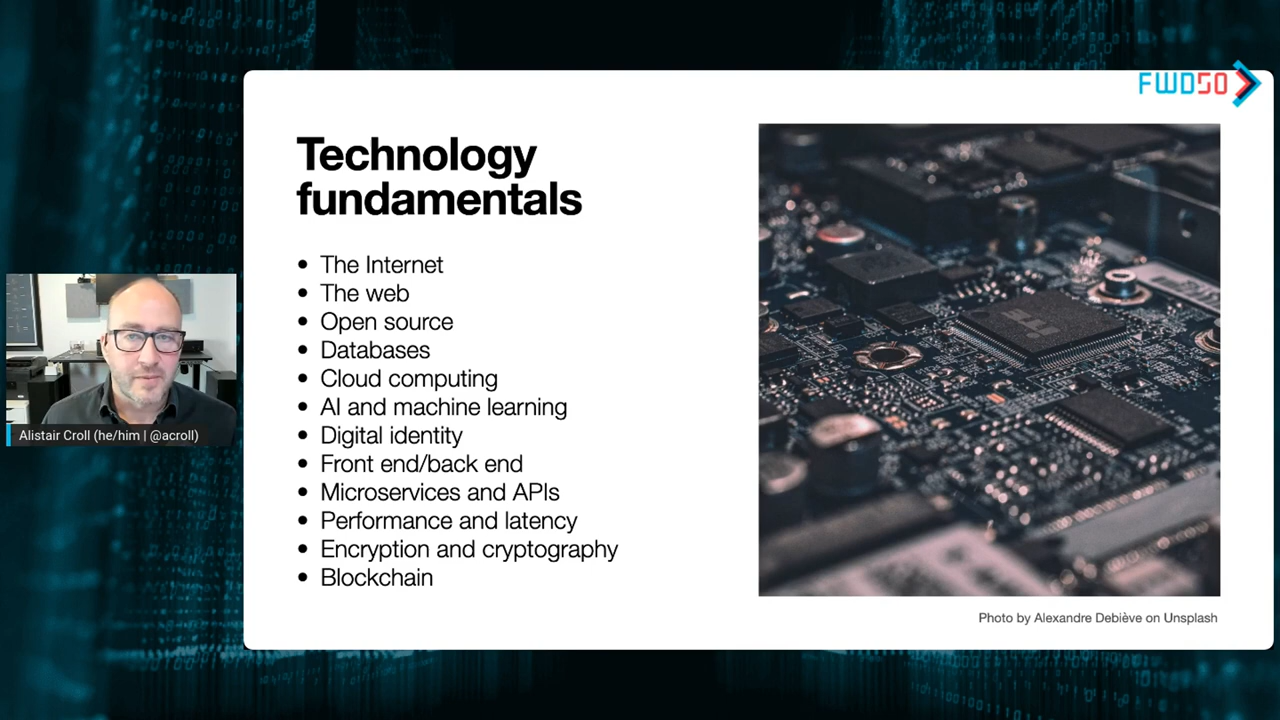 FWD50
Technology
fundamentals
• The Internet
• The web
• Open source
• Databases
• Cloud computing
• AI and machine learning
• Digital identity
• Front end/back end
• Microservices and APIs
• Performance and latency
• Encryption and cryptography
• Blockchain
Alistair Croll (he/him | @acroll)
ITE
Photo by Alexandre Debiève on Unsplash